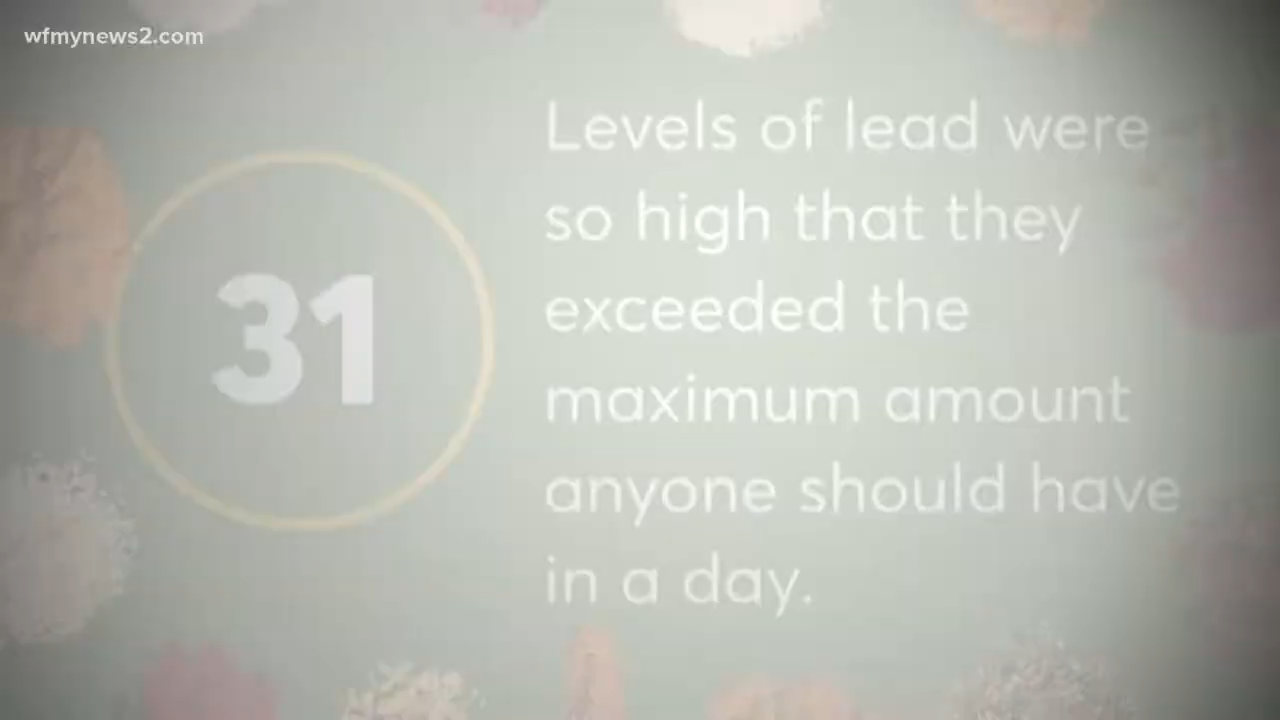 wfmynews2.com
31
Levels of lead were
so high that they
exceeded the
maximum amount
anyone should have
in a day.